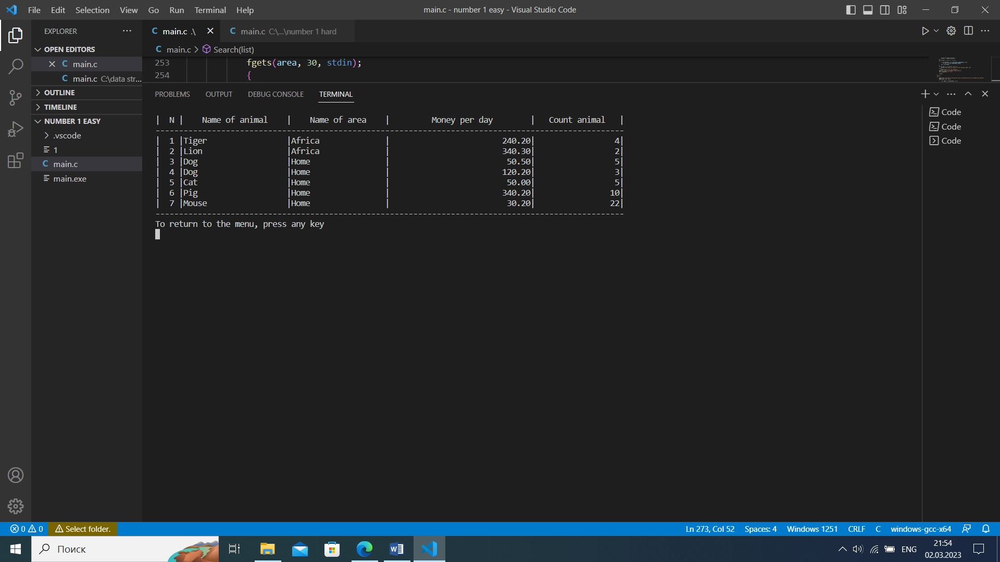 File Edit Selection View Go Run Terminal Help
main.c - number 1 easy - Visual Studio Code
EXPLORER
OPEN EDITORS
main.c
main.c C:\data str...
OUTLINE
TIMELINE
NUMBER 1 EASY
.vscode
1
main.c
main.exe
main.c .\
main.c C:\...\number 1 hard
main.c > Search(list)
253 fgets(area, 30, stdin);
254 {
PROBLEMS OUTPUT DEBUG CONSOLE TERMINAL
| N | Name of animal | Name of area | Money per day | Count animal |
----------------------------------------------------------------------------------------------------
| 1 |Tiger |Africa | 240.20| 4|
| 2 |Lion |Africa | 340.30| 2|
| 3 |Dog |Home | 50.50| 5|
| 4 |Dog |Home | 120.20| 3|
| 5 |Cat |Home | 50.00| 5|
| 6 |Pig |Home | 340.20| 10|
| 7 |Mouse |Home | 30.20| 22|
----------------------------------------------------------------------------------------------------
To return to the menu, press any key
Code
Code
Code
0 0 Select folder.
Ln 273, Col 52 Spaces: 4 Windows 1251 CRLF C windows-gcc-x64
Поиск
ENG
21:54
02.03.2023